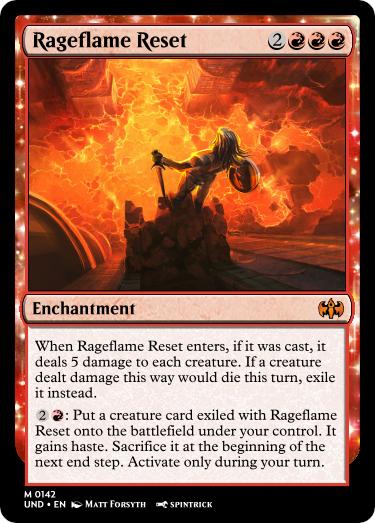 Rageflame Reset 2
Enchantment
When Rageflame Reset enters, if it was cast, it
deals 5 damage to each creature. If a creature
dealt damage this way would die this turn, exile
it instead.
2 : Put a creature card exiled with Rageflame
Reset onto the battlefield under your control. It
gains haste. Sacrifice it at the beginning of the
next end step. Activate only during your turn.
M 0142
UND • EN Matt Forsyth SPINTRICK